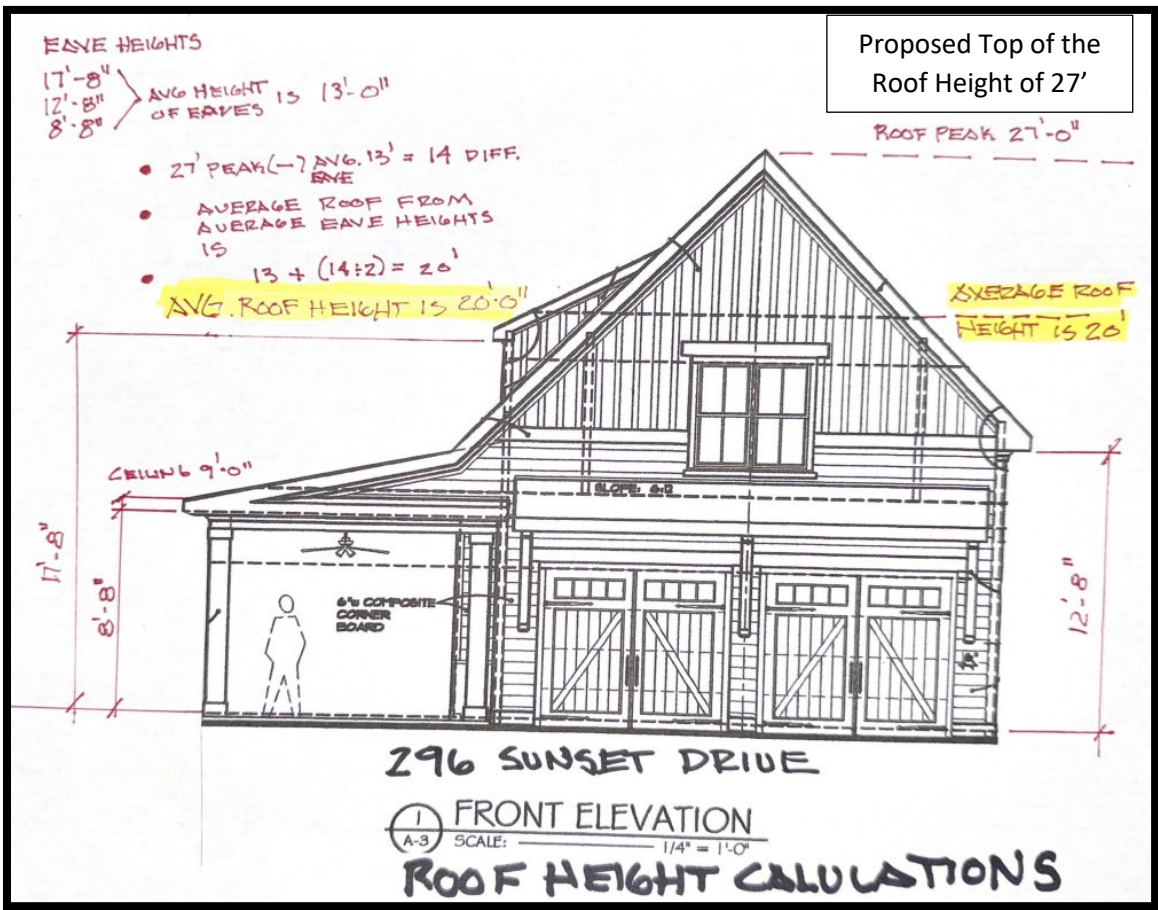 EAVE HEIGHTS
17'-8"
12'-8"
8'-8"
AVG HEIGHT
OF EAVES IS 13'-0"
• 27' PEAK (-) AVG. 13' = 14 DIFF.
EAVE
• AVERAGE ROOF FROM
AVERAGE EAVE HEIGHTS
IS
• 13 + (14÷2) = 20'
AVG. ROOF HEIGHT IS 20'-0"
Proposed Top of the
Roof Height of 27’
ROOF PEAK 27'-0"
AVERAGE ROOF
HEIGHT IS 20'
CEILING 9'-0"
SLOPE: 6:12
17'-8"
8'-8"
6"W COMPOSITE
CORNER
BOARD
12'-8"
296 SUNSET DRIVE
1
A-3
FRONT ELEVATION
SCALE: 1/4" = 1'-0"
ROOF HEIGHT CALULATIONS